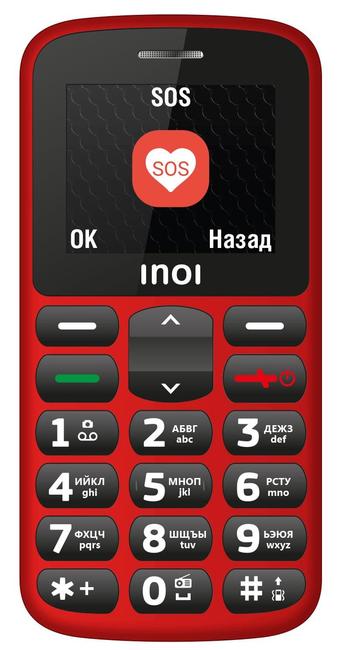 SOS
SOS
OK Назад
INOI
1 2 АБВГ abc 3 ДЕЖЗ def
4 ИЙКЛ ghi 5 МНОП jkl 6 РСТУ mno
7 ФХЦЧ pqrs 8 ШЩЪЫ tuv 9 ЬЭЮЯ wxyz
*+ 0 #